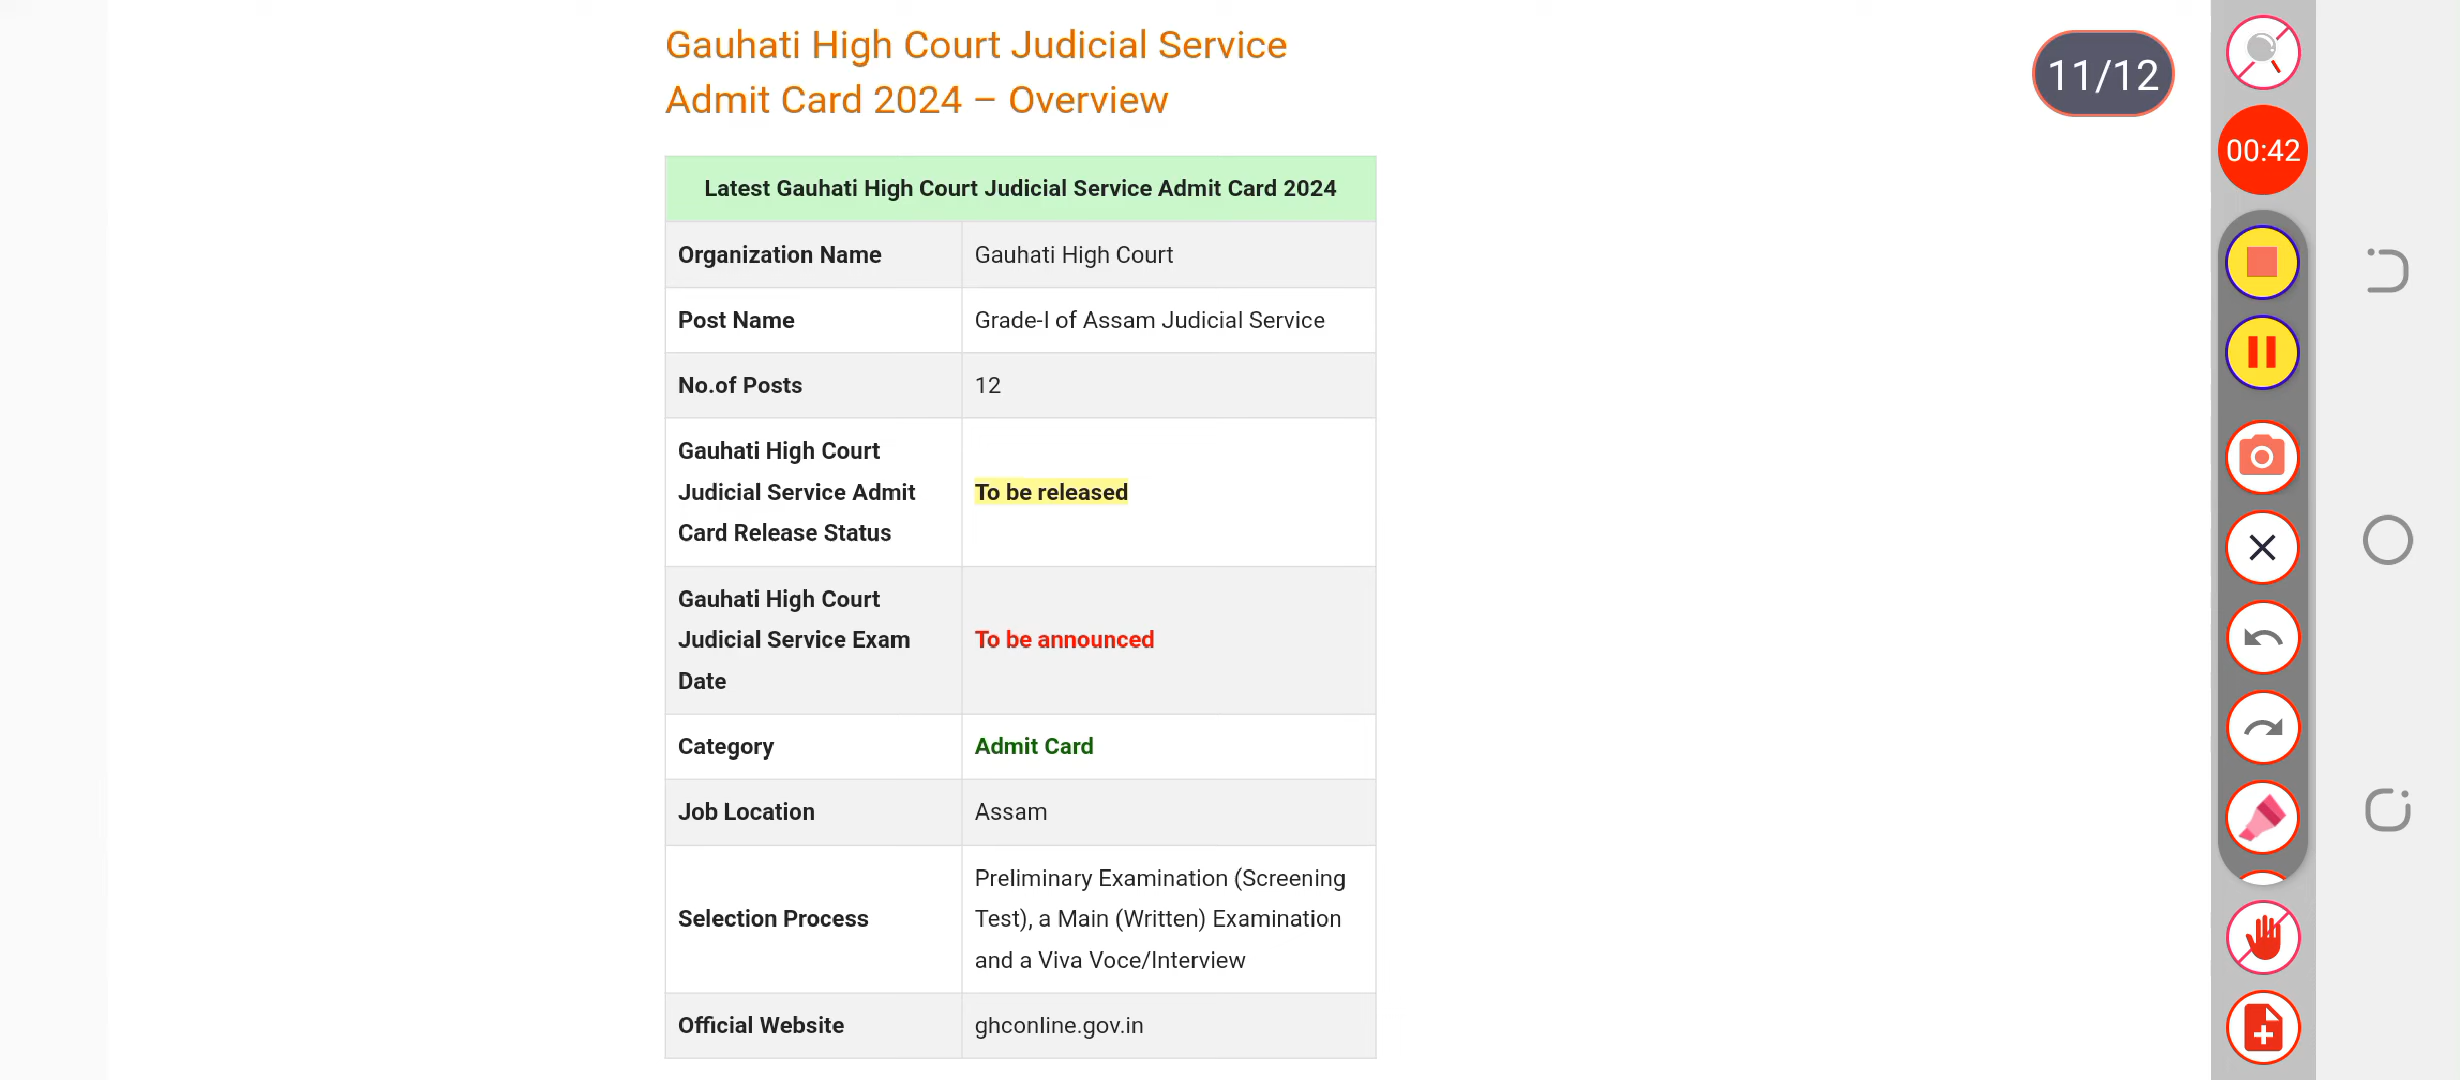 Gauhati High Court Judicial Service
Admit Card 2024 – Overview
11/12
00:42
Latest Gauhati High Court Judicial Service Admit Card 2024
Organization Name
Gauhati High Court
Post Name
Grade-I of Assam Judicial Service
No.of Posts
12
Gauhati High Court
Judicial Service Admit
Card Release Status
To be released
Gauhati High Court
Judicial Service Exam
Date
To be announced
Category
Admit Card
Job Location
Assam
Selection Process
Preliminary Examination (Screening
Test), a Main (Written) Examination
and a Viva Voce/Interview
Official Website
ghconline.gov.in